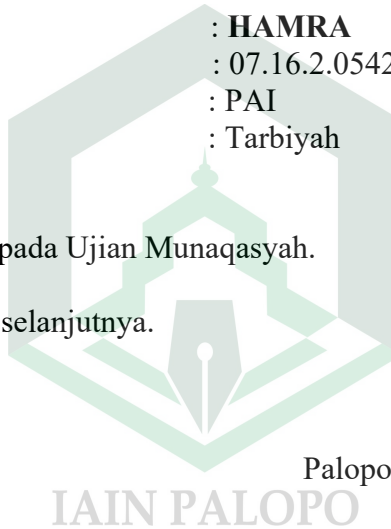 : HAMRA
: 07.16.2.0542
: PAI
: Tarbiyah
pada Ujian Munaqasyah.
selanjutnya.
Palopo
IAIN PALOPO